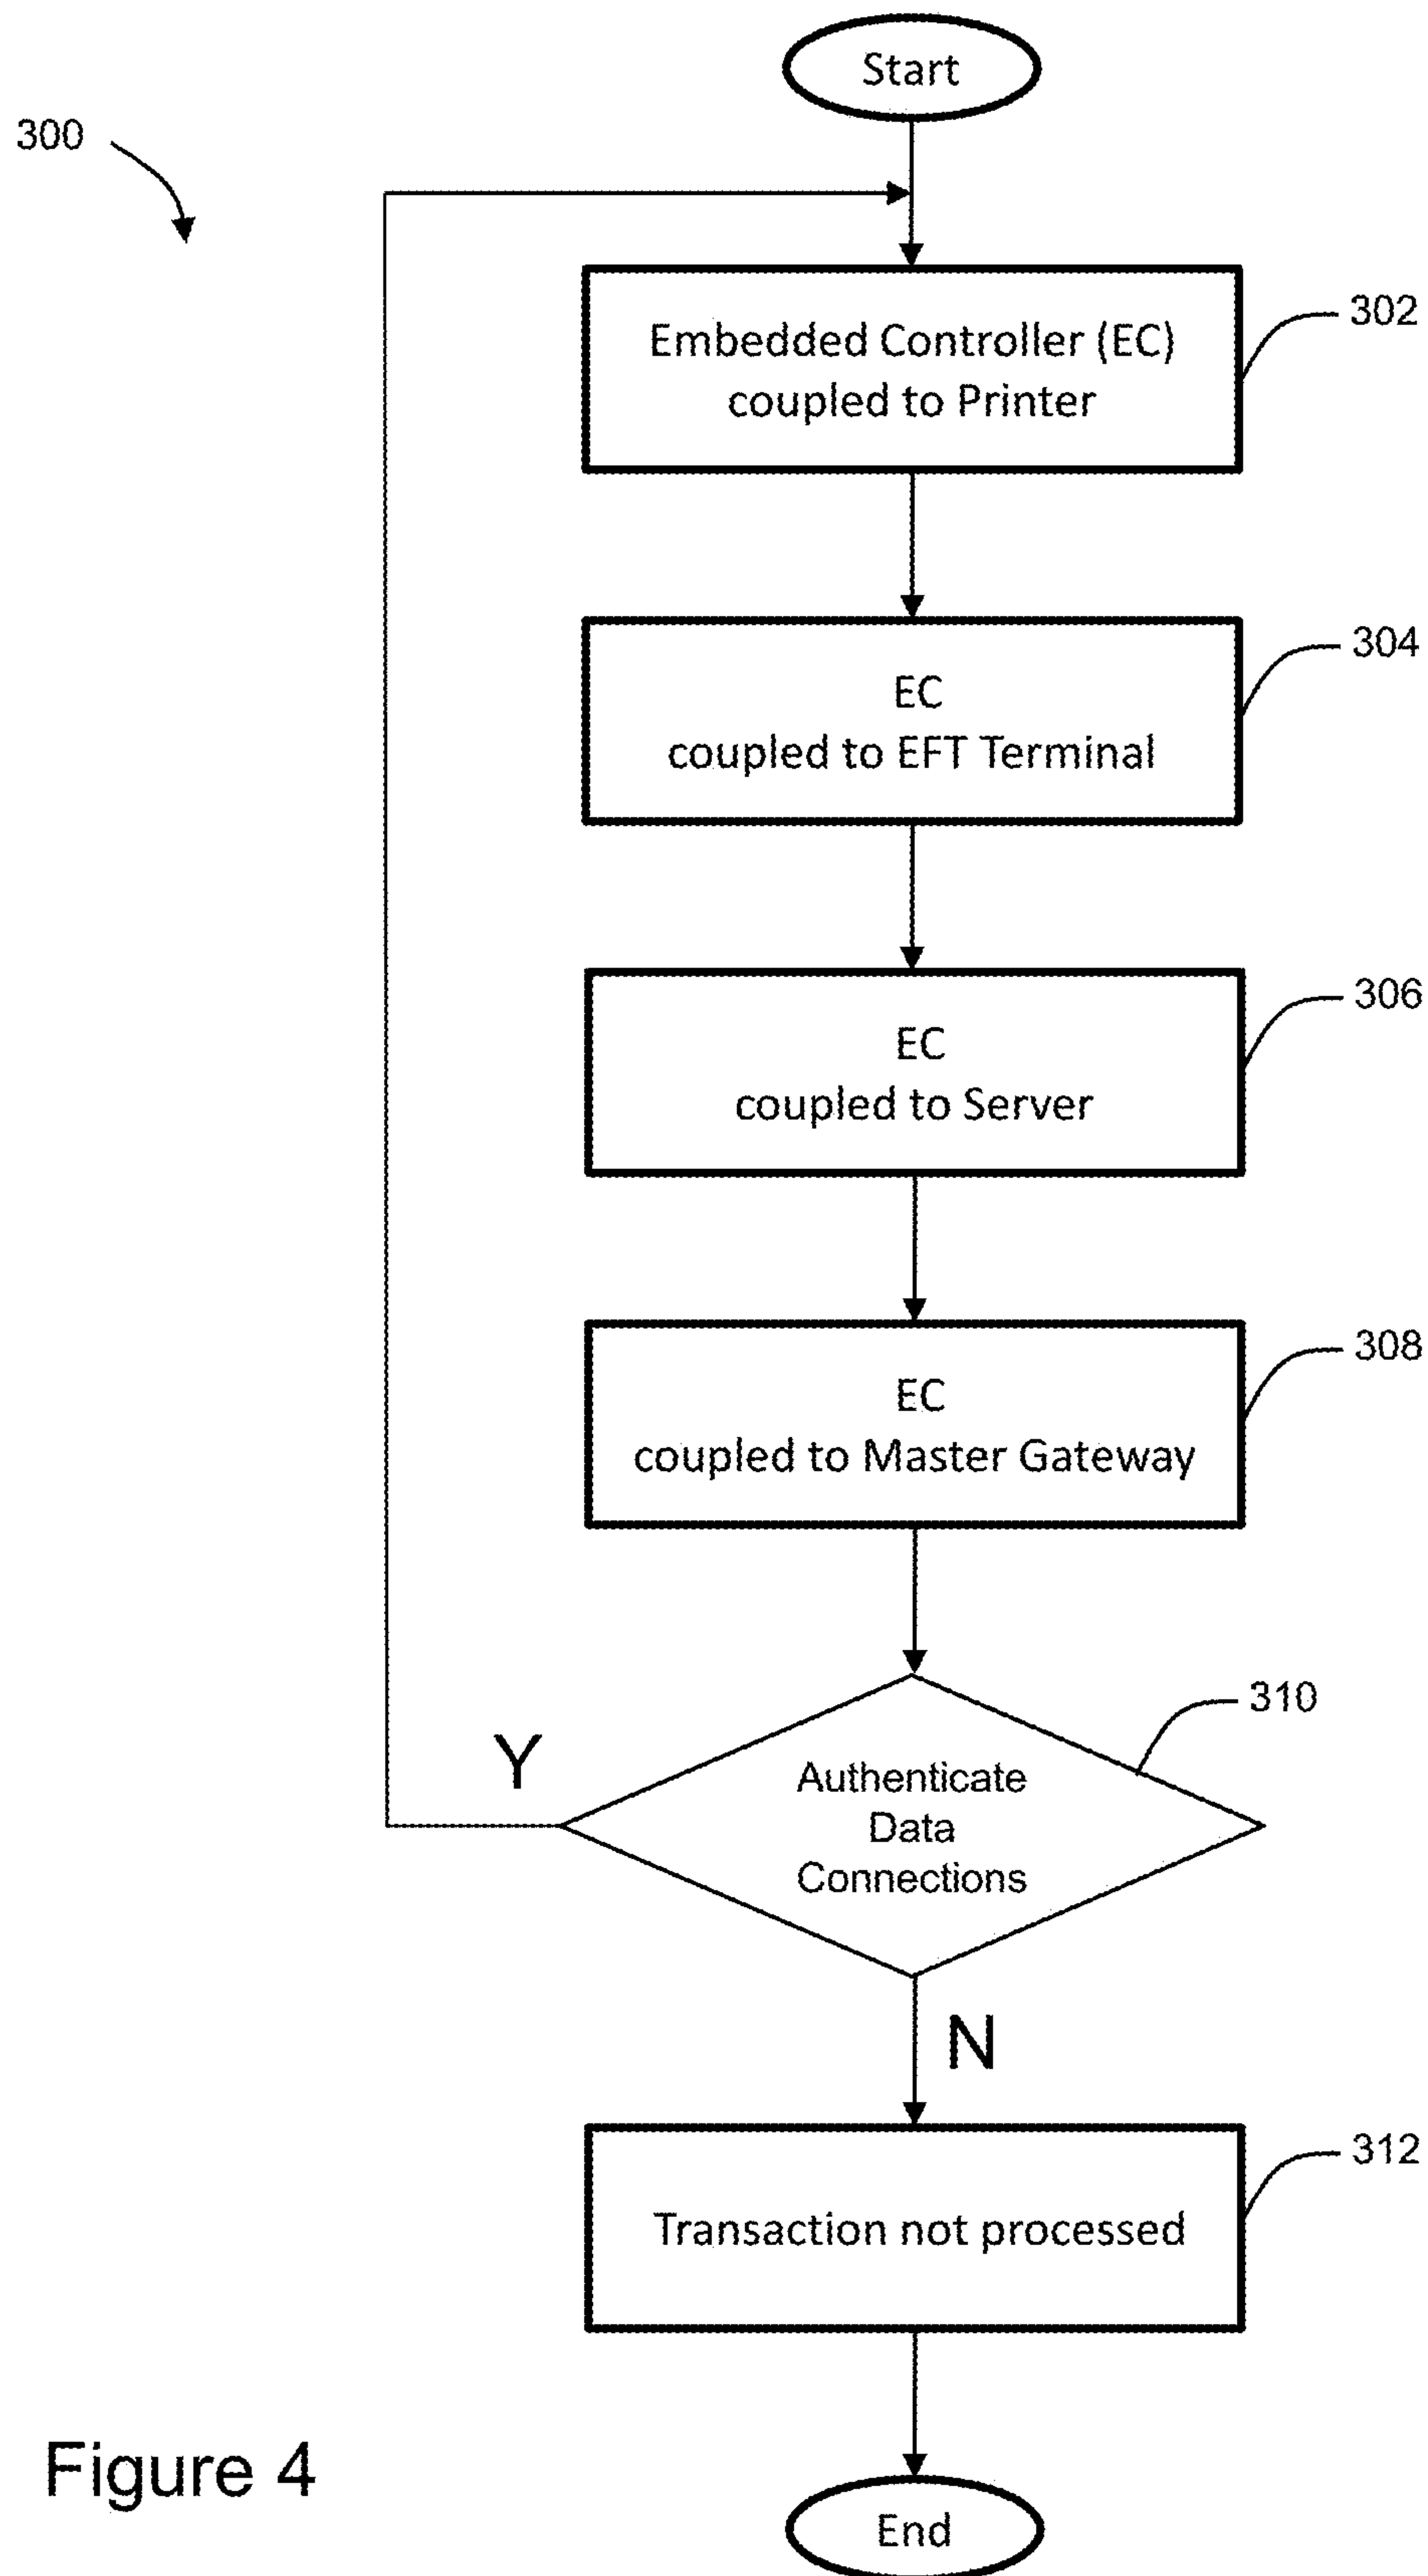 Start
300
302
Embedded Controller (EC)
coupled to Printer
304
EC
coupled to EFT Terminal
306
EC
coupled to Server
308
EC
coupled to Master Gateway
310
Y
Authenticate
Data
Connections
N
312
Transaction not processed
Figure 4
End